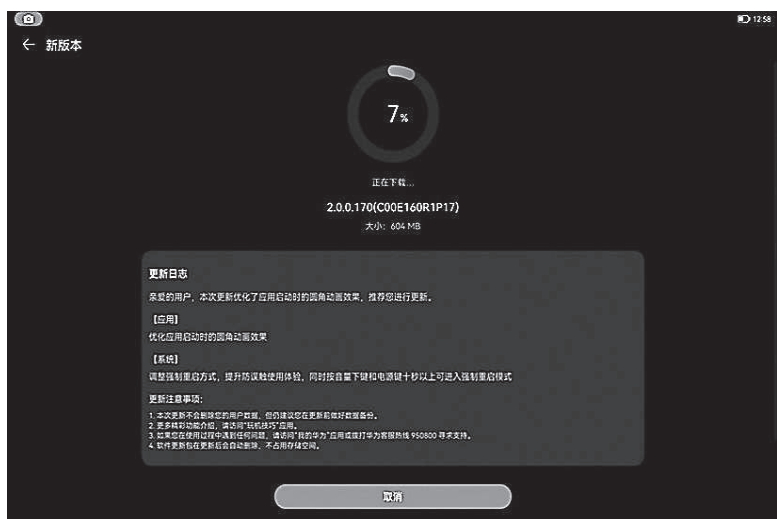 12:58
← 新版本
7%
正在下载...
2.0.0.170(C00E160R1P17)
大小: 604 MB
更新日志
亲爱的用户，本次更新优化了应用启动时的圆角动画效果，推荐您进行更新。
【应用】
优化应用启动时的圆角动画效果
【系统】
调整强制重启方式，提升防误触使用体验，同时按音量下键和电源键十秒以上可进入强制重启模式
更新注意事项:
1. 本次更新不会删除您的用户数据，但仍建议您在更新前做好数据备份。
2. 更多精彩功能介绍，请访问“玩机技巧”应用。
3. 如果您在使用过程中遇到任何问题，请访问“我的华为”应用或拨打华为客服热线 950800 寻求支持。
4. 软件更新包在更新后会自动删除，不占用存储空间。
取消